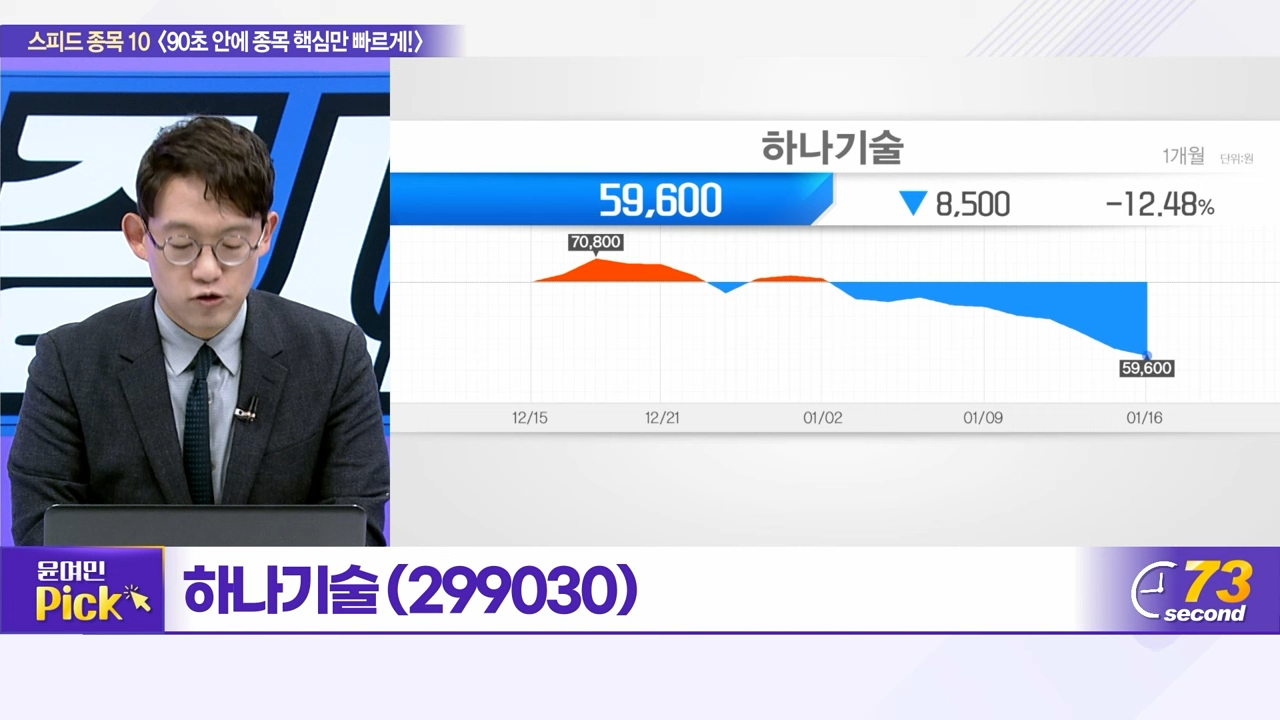 스피드 종목 10 〈90초 안에 종목 핵심만 빠르게!〉
하나기술
1개월 단위:원
59,600 ▼ 8,500 -12.48%
70,800
59,600
12/15 12/21 01/02 01/09 01/16
윤여민
Pick
하나기술(299030)
73
second